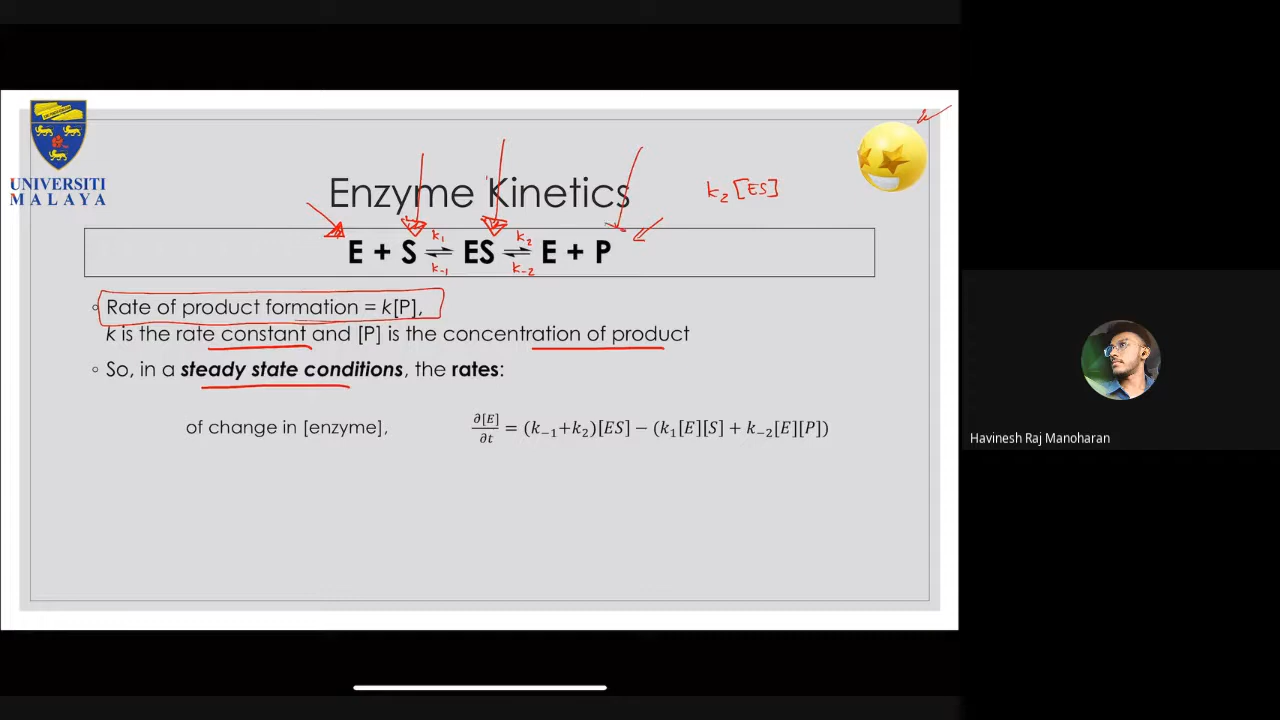 UNIVERSITI
MALAYA
Enzyme Kinetics
k₂ [ES]
k₁ k₂
E + S ⇌ ES ⇌ E + P
k₋₁ k₋₂
◦ Rate of product formation = k[P],
k is the rate constant and [P] is the concentration of product
◦ So, in a steady state conditions, the rates:
of change in [enzyme], ∂[E]/∂t = (k₋₁+k₂)[ES] − (k₁[E][S] + k₋₂[E][P])
Havinesh Raj Manoharan